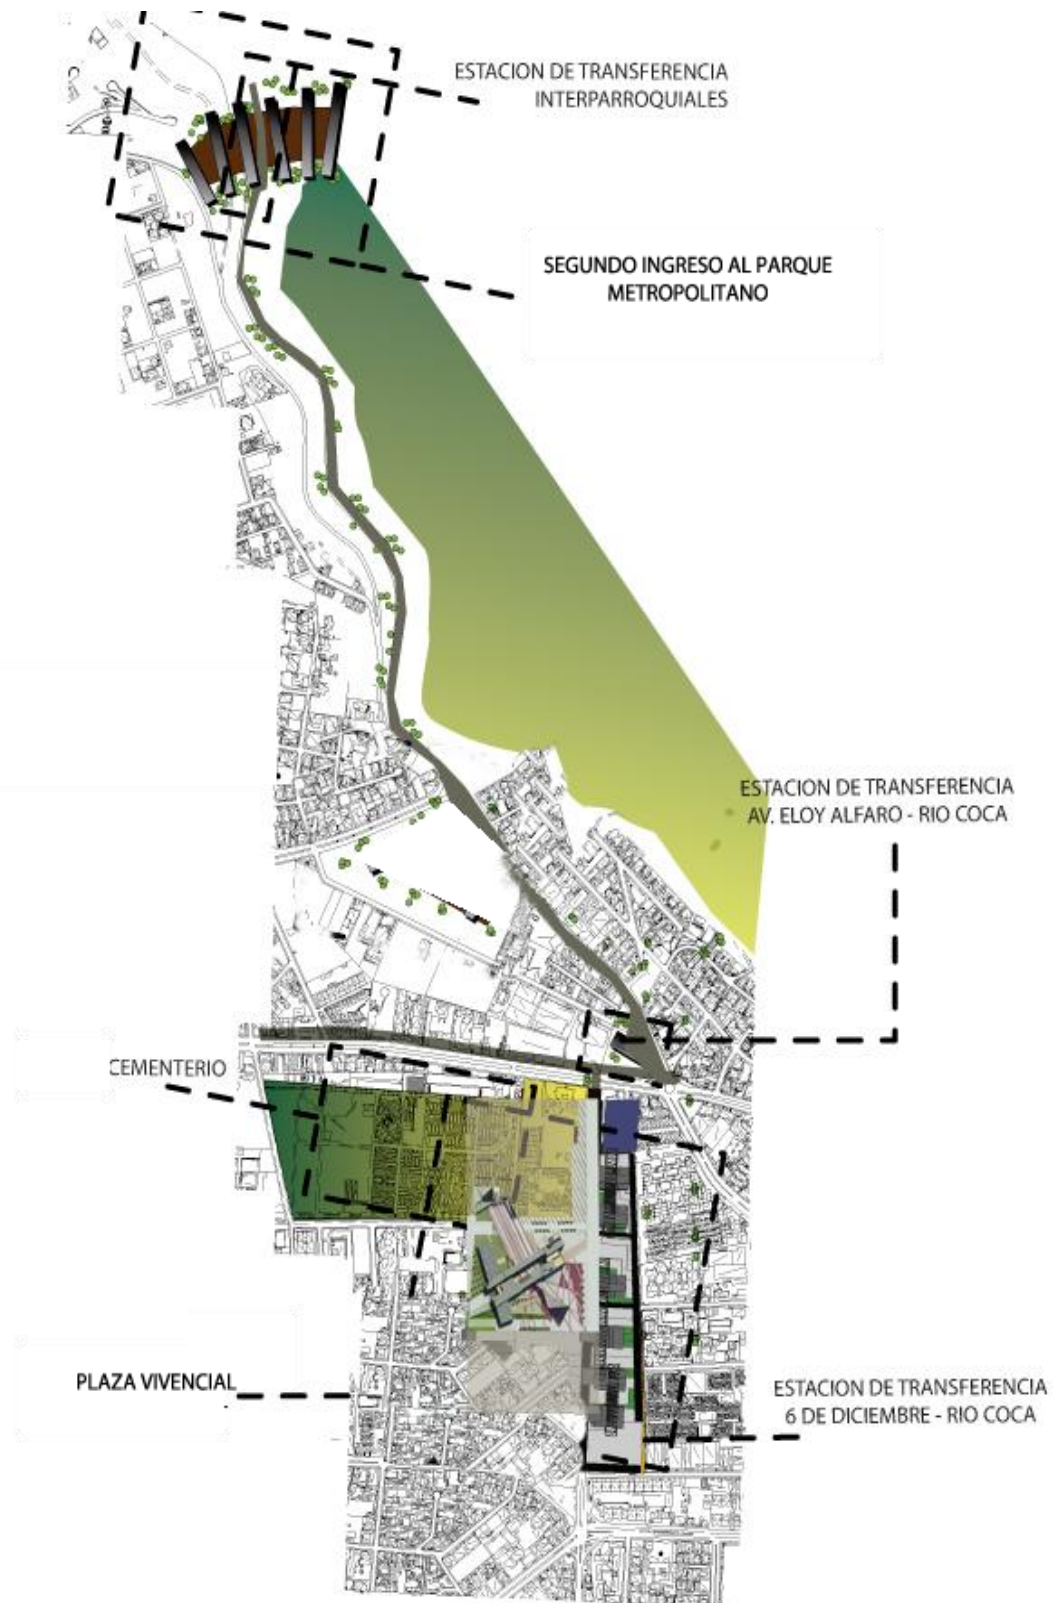 ESTACION DE TRANSFERENCIA
INTERPARROQUIALES
SEGUNDO INGRESO AL PARQUE
METROPOLITANO
ESTACION DE TRANSFERENCIA
AV. ELOY ALFARO - RIO COCA
CEMENTERIO
PLAZA VIVENCIAL
ESTACION DE TRANSFERENCIA
6 DE DICIEMBRE - RIO COCA